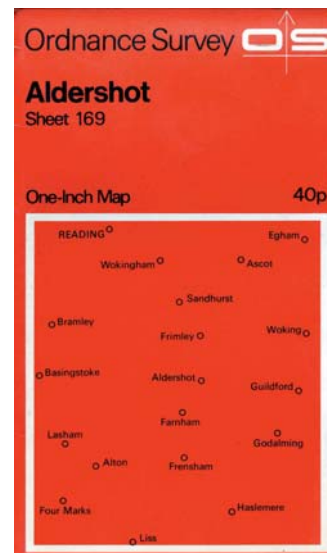 Ordnance Survey OS
Aldershot
Sheet 169
One-Inch Map 40p
READING
Egham
Wokingham
Ascot
Sandhurst
Bramley
Frimley
Woking
Basingstoke
Aldershot
Guildford
Farnham
Lasham
Godalming
Alton
Frensham
Four Marks
Haslemere
Liss